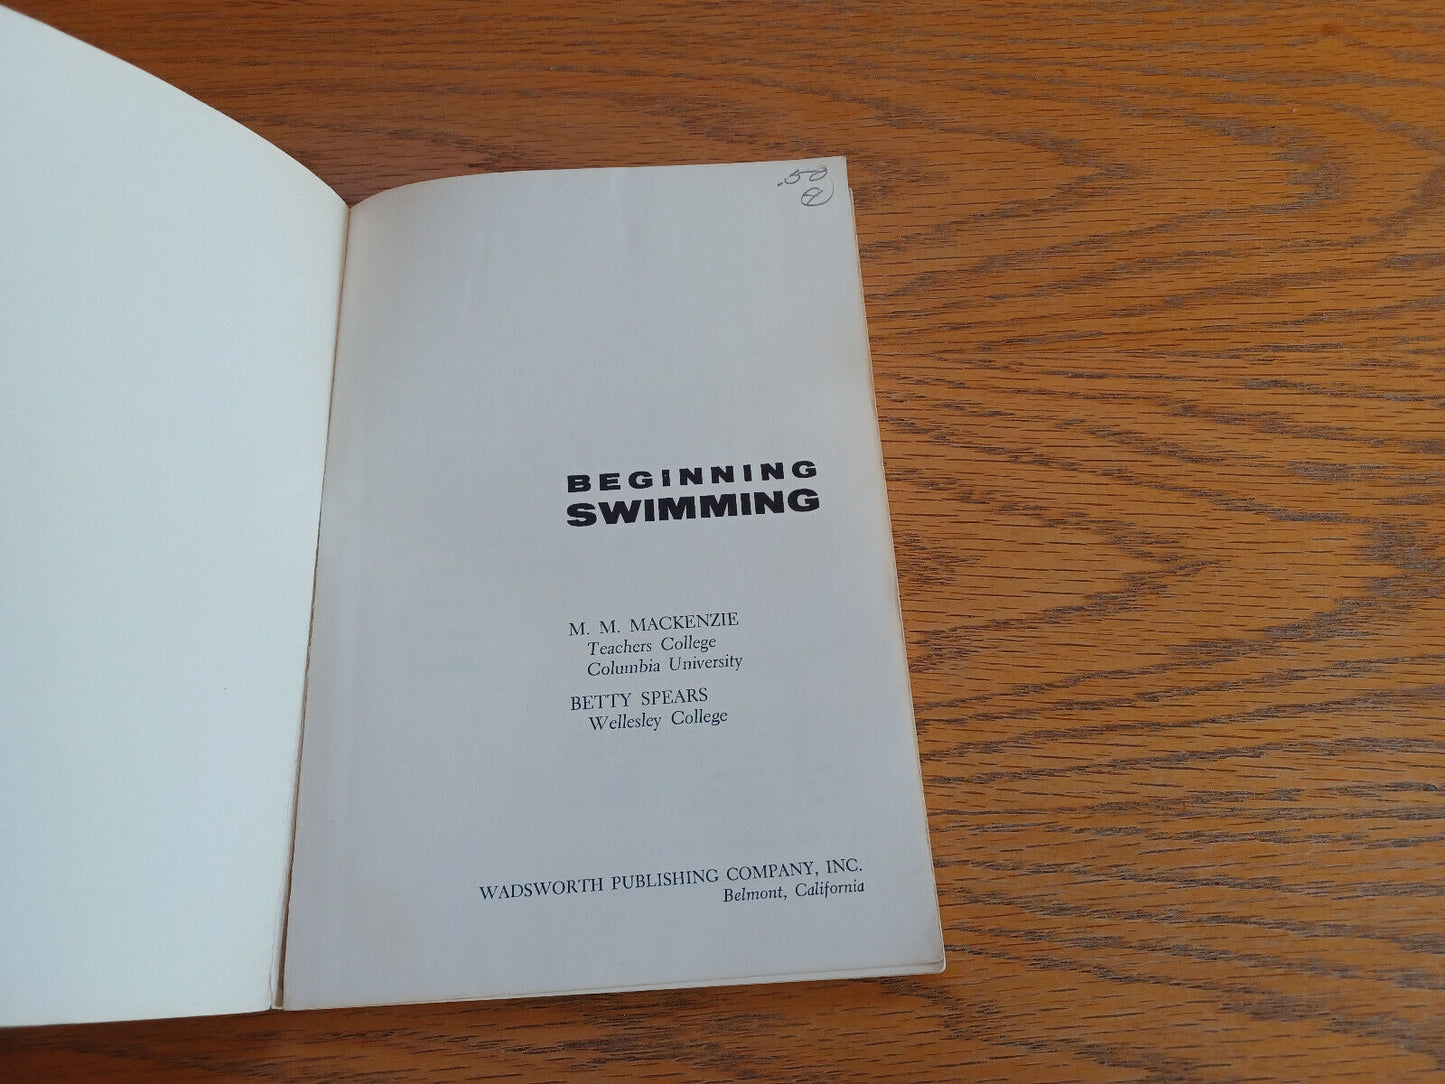 .50
BEGINNING
SWIMMING
M. M. MACKENZIE
Teachers College
Columbia University
BETTY SPEARS
Wellesley College
WADSWORTH PUBLISHING COMPANY, INC.
Belmont, California